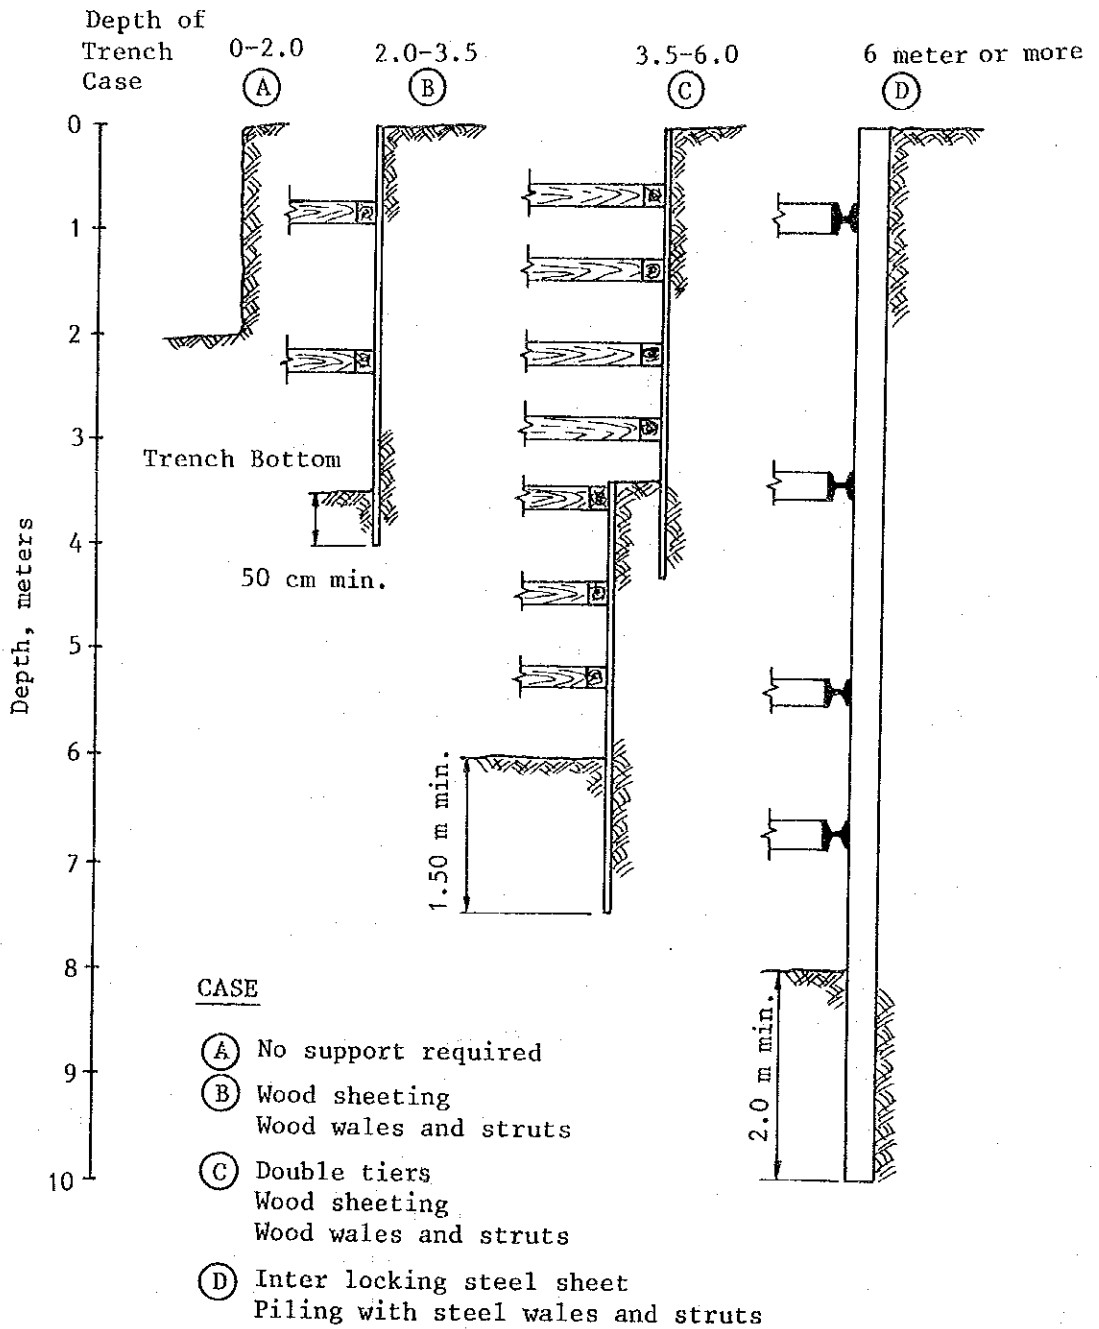 Depth of
Trench
Case
0-2.0
2.0-3.5
3.5-6.0
6 meter or more
A
B
C
D
0
1
2
3
4
5
6
7
8
9
10
Depth, meters
Trench Bottom
50 cm min.
1.50 m min.
2.0 m min.
CASE
A No support required
B Wood sheeting
Wood wales and struts
C Double tiers
Wood sheeting
Wood wales and struts
D Inter locking steel sheet
Piling with steel wales and struts